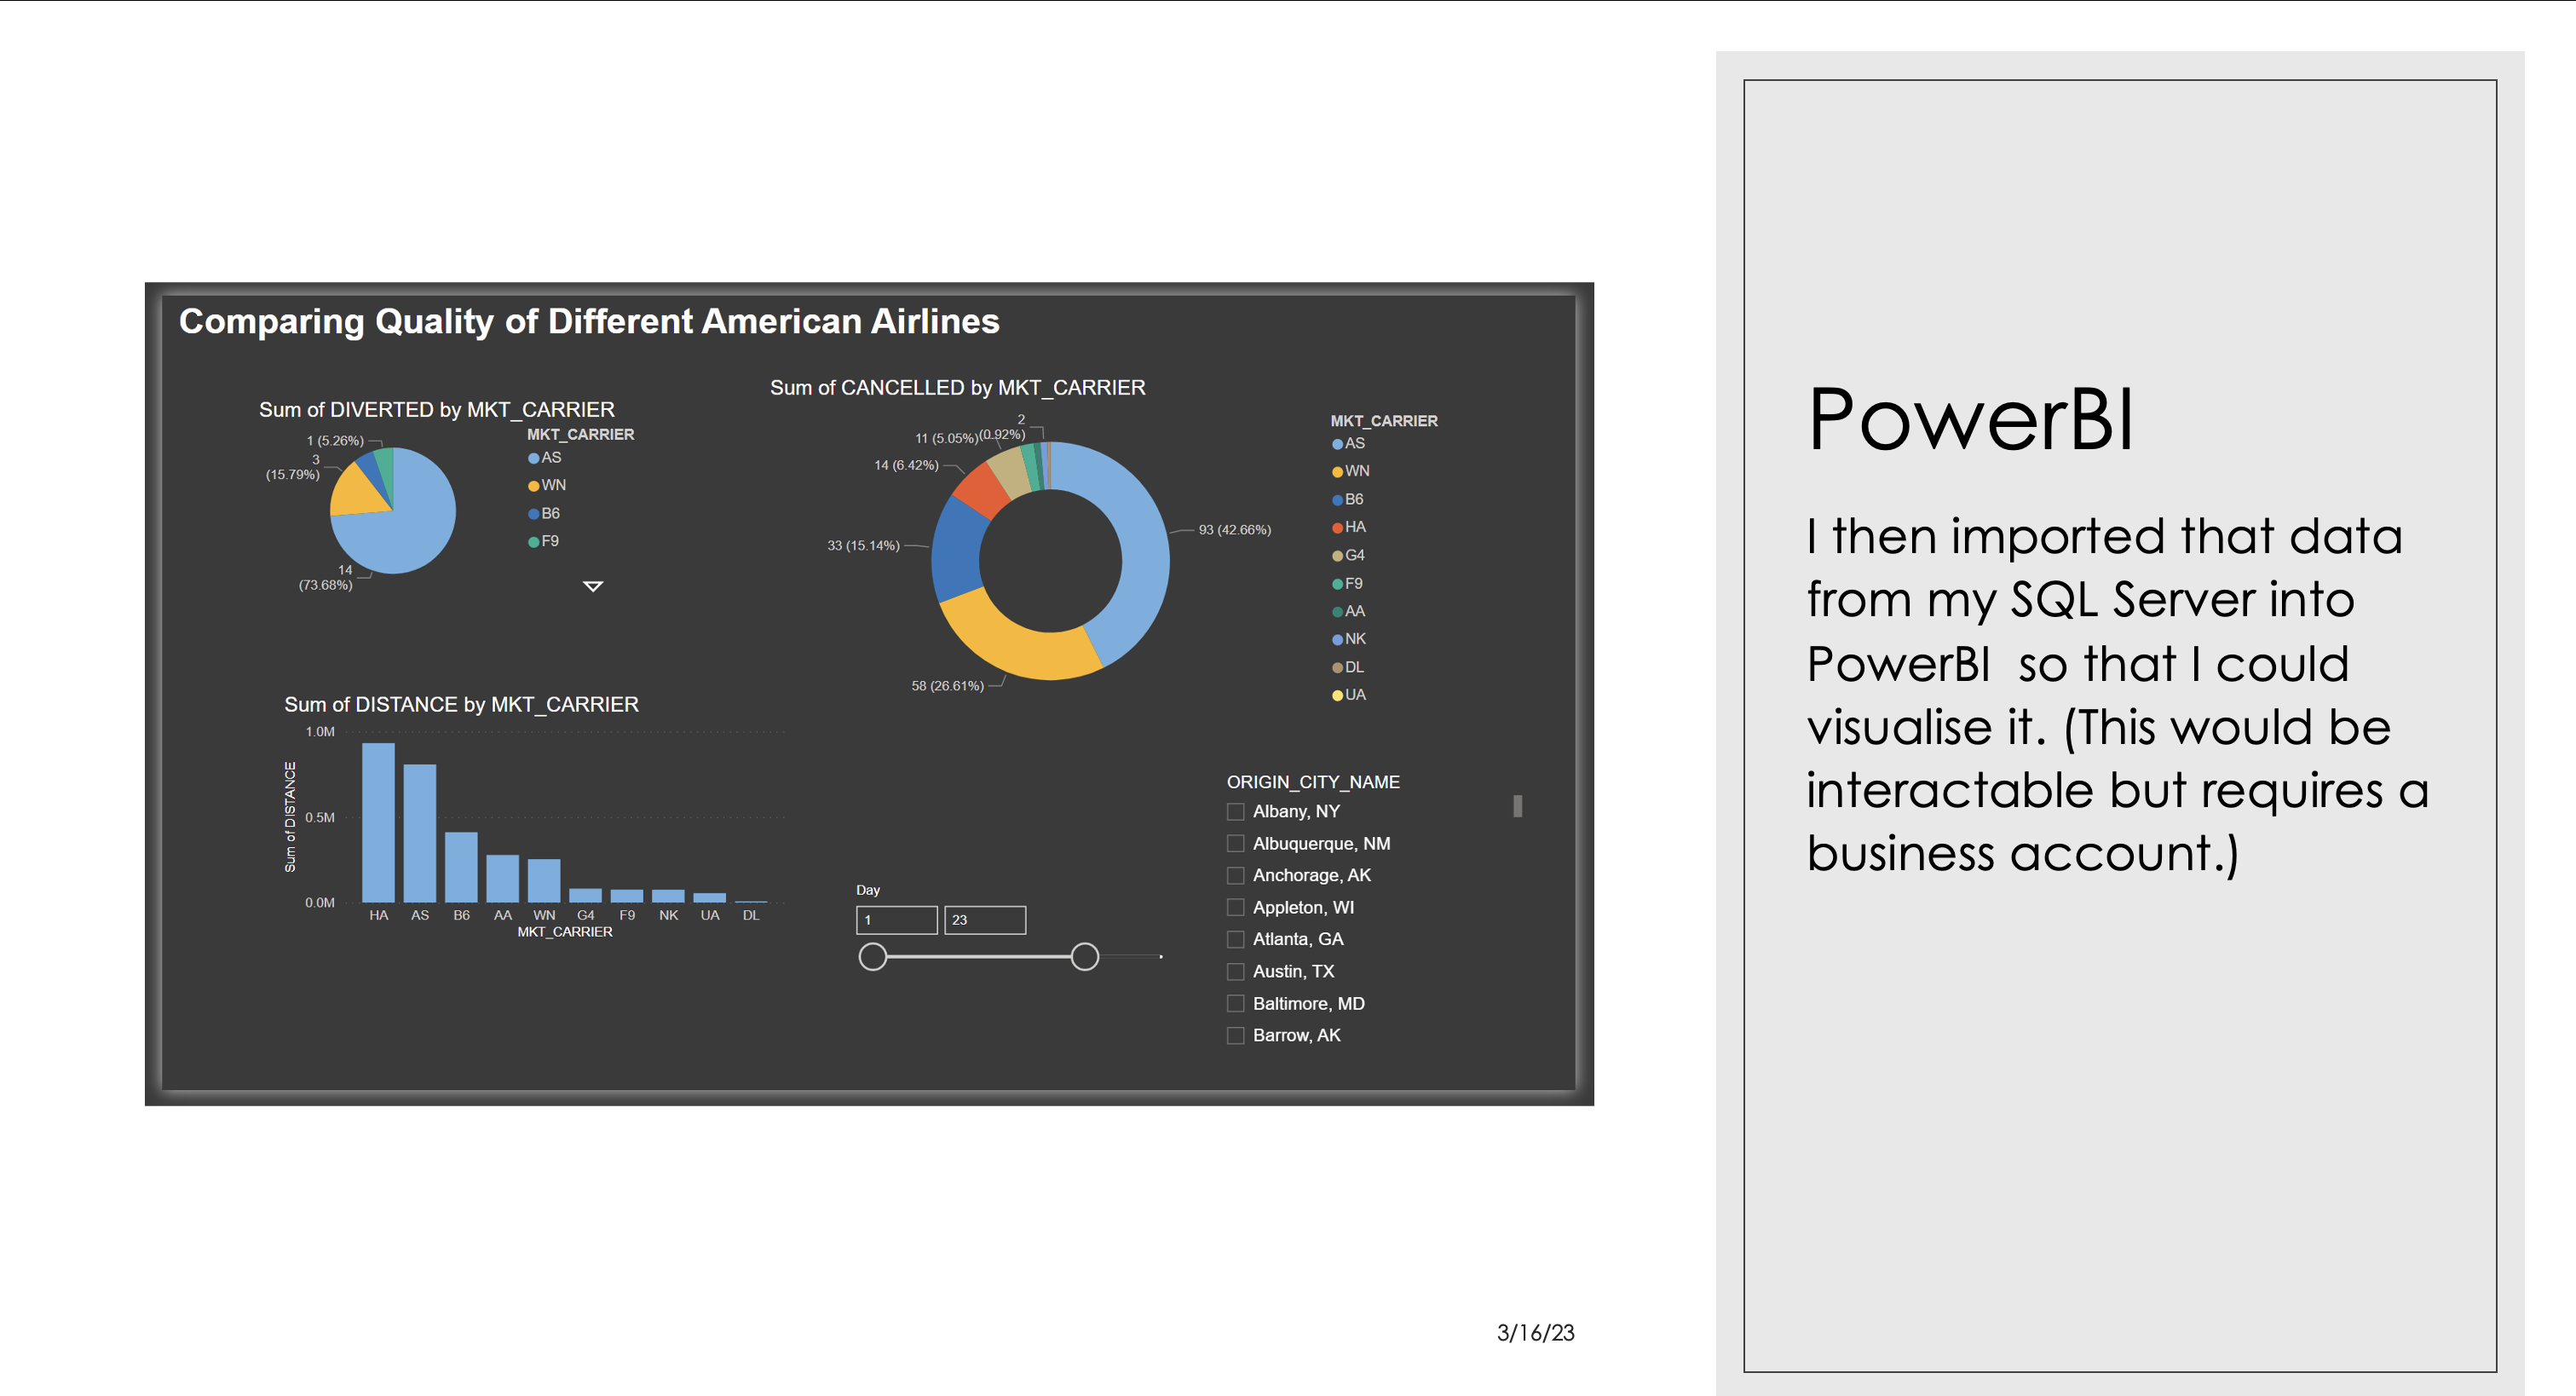 Comparing Quality of Different American Airlines
Sum of DIVERTED by MKT_CARRIER
MKT_CARRIER
AS
WN
B6
F9
1 (5.26%)
3
(15.79%)
14
(73.68%)
Sum of CANCELLED by MKT_CARRIER
2
(0.92%)
11 (5.05%)
14 (6.42%)
33 (15.14%)
58 (26.61%)
93 (42.66%)
MKT_CARRIER
AS
WN
B6
HA
G4
F9
AA
NK
DL
UA
Sum of DISTANCE by MKT_CARRIER
Sum of DISTANCE
1.0M
0.5M
0.0M
HA AS B6 AA WN G4 F9 NK UA DL
MKT_CARRIER
Day
1 23
ORIGIN_CITY_NAME
Albany, NY
Albuquerque, NM
Anchorage, AK
Appleton, WI
Atlanta, GA
Austin, TX
Baltimore, MD
Barrow, AK
3/16/23
PowerBI
I then imported that data
from my SQL Server into
PowerBI  so that I could
visualise it. (This would be
interactable but requires a
business account.)